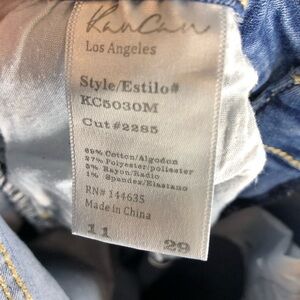 KanCan
Los Angeles
Style/Estilo#
KC5030M
Cut#2285
69% Cotton/Algodon
27% Polyester/poliester
3% Rayon/Radio
1% Spandex/Elastano
RN# 144635
Made in China
11 29